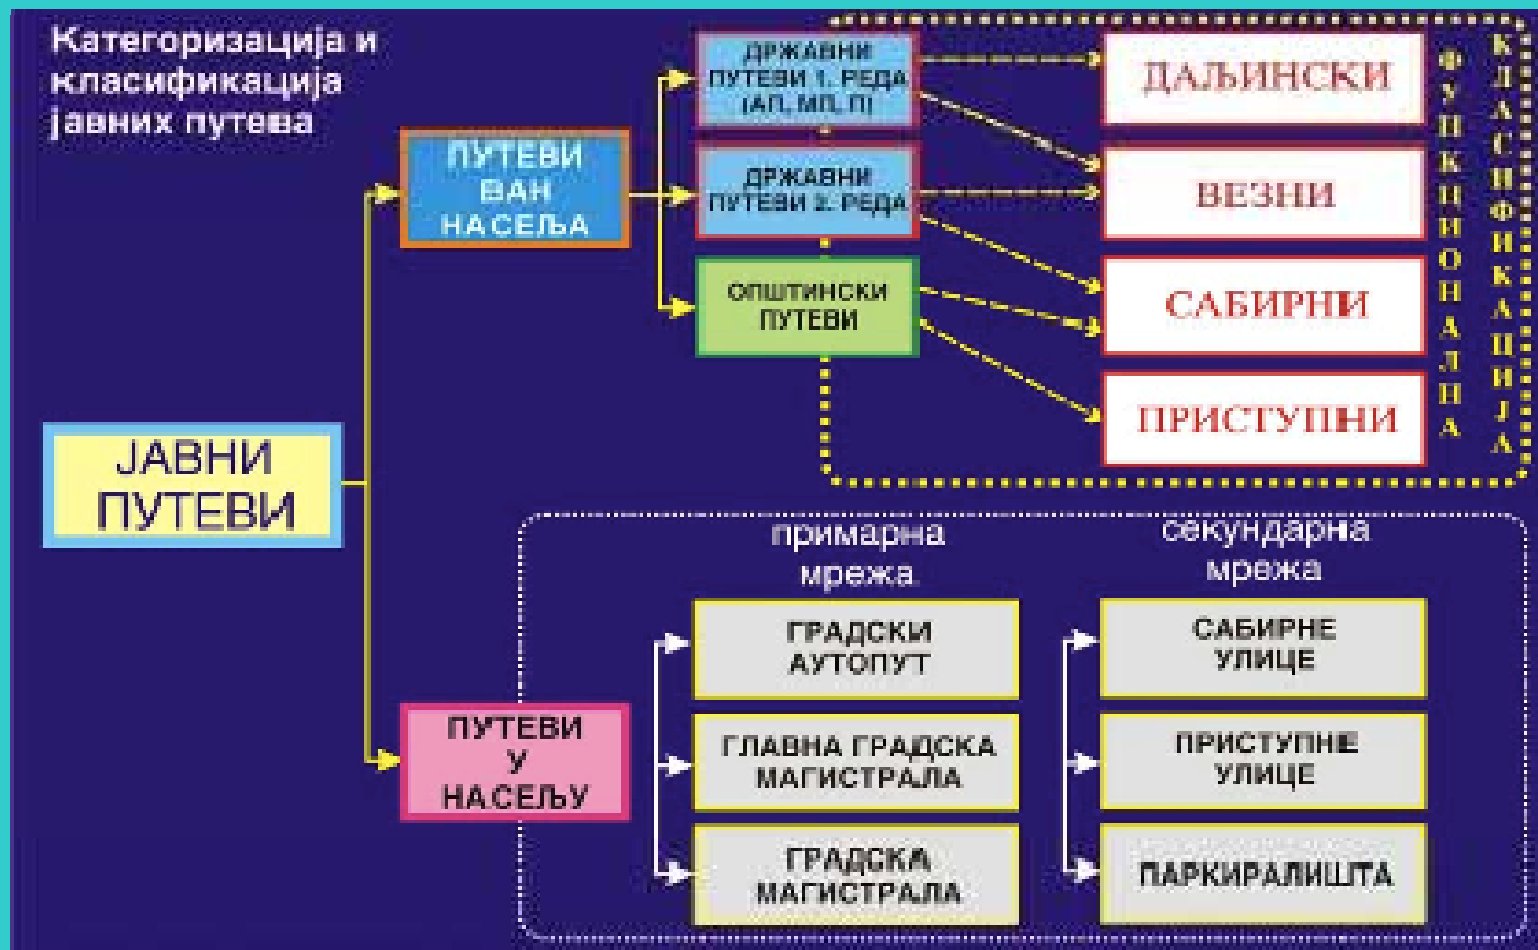 Категоризација и
класификација
јавних путева
ЈАВНИ
ПУТЕВИ
ПУТЕВИ
ВАН
НАСЕЉА
ДРЖАВНИ
ПУТЕВИ 1. РЕДА
(АП, МП, П)
ДРЖАВНИ
ПУТЕВИ 2. РЕДА
ОПШТИНСКИ
ПУТЕВИ
ДАЉИНСКИ
ВЕЗНИ
САБИРНИ
ПРИСТУПНИ
ФУНКЦИОНАЛНА
КЛАСИФИКАЦИЈА
ПУТЕВИ
У
НАСЕЉУ
примарна
мрежа
ГРАДСКИ
АУТОПУТ
ГЛАВНА ГРАДСКА
МАГИСТРАЛА
ГРАДСКА
МАГИСТРАЛА
секундарна
мрежа
САБИРНЕ
УЛИЦЕ
ПРИСТУПНЕ
УЛИЦЕ
ПАРКИРАЛИШТА